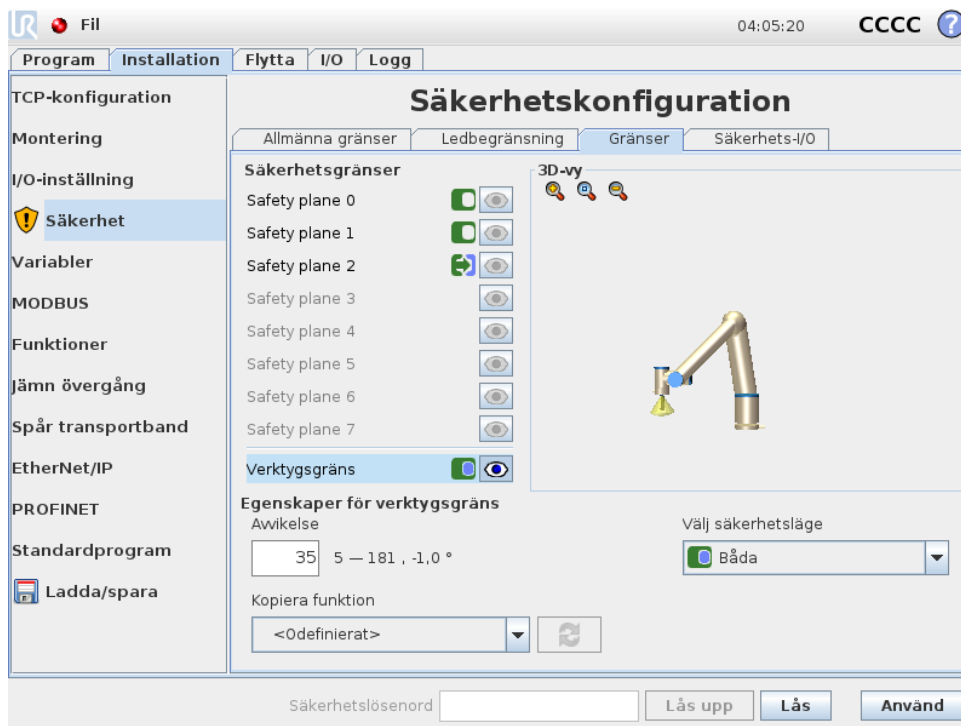 UR Fil 04:05:20 CCCC ?
Program Installation Flytta I/O Logg
TCP-konfiguration
Montering
I/O-inställning
Säkerhet
Variabler
MODBUS
Funktioner
Jämn övergång
Spår transportband
EtherNet/IP
PROFINET
Standardprogram
Ladda/spara
Säkerhetskonfiguration
Allmänna gränser Ledbegränsning Gränser Säkerhets-I/O
Säkerhetsgränser
Safety plane 0
Safety plane 1
Safety plane 2
Safety plane 3
Safety plane 4
Safety plane 5
Safety plane 6
Safety plane 7
Verktygsgräns
3D-vy
Egenskaper för verktygsgräns
Avvikelse
35 5 — 181 , -1,0 °
Välj säkerhetsläge
Båda
Kopiera funktion
<Odefinierat>
Säkerhetslösenord Lås upp Lås Använd